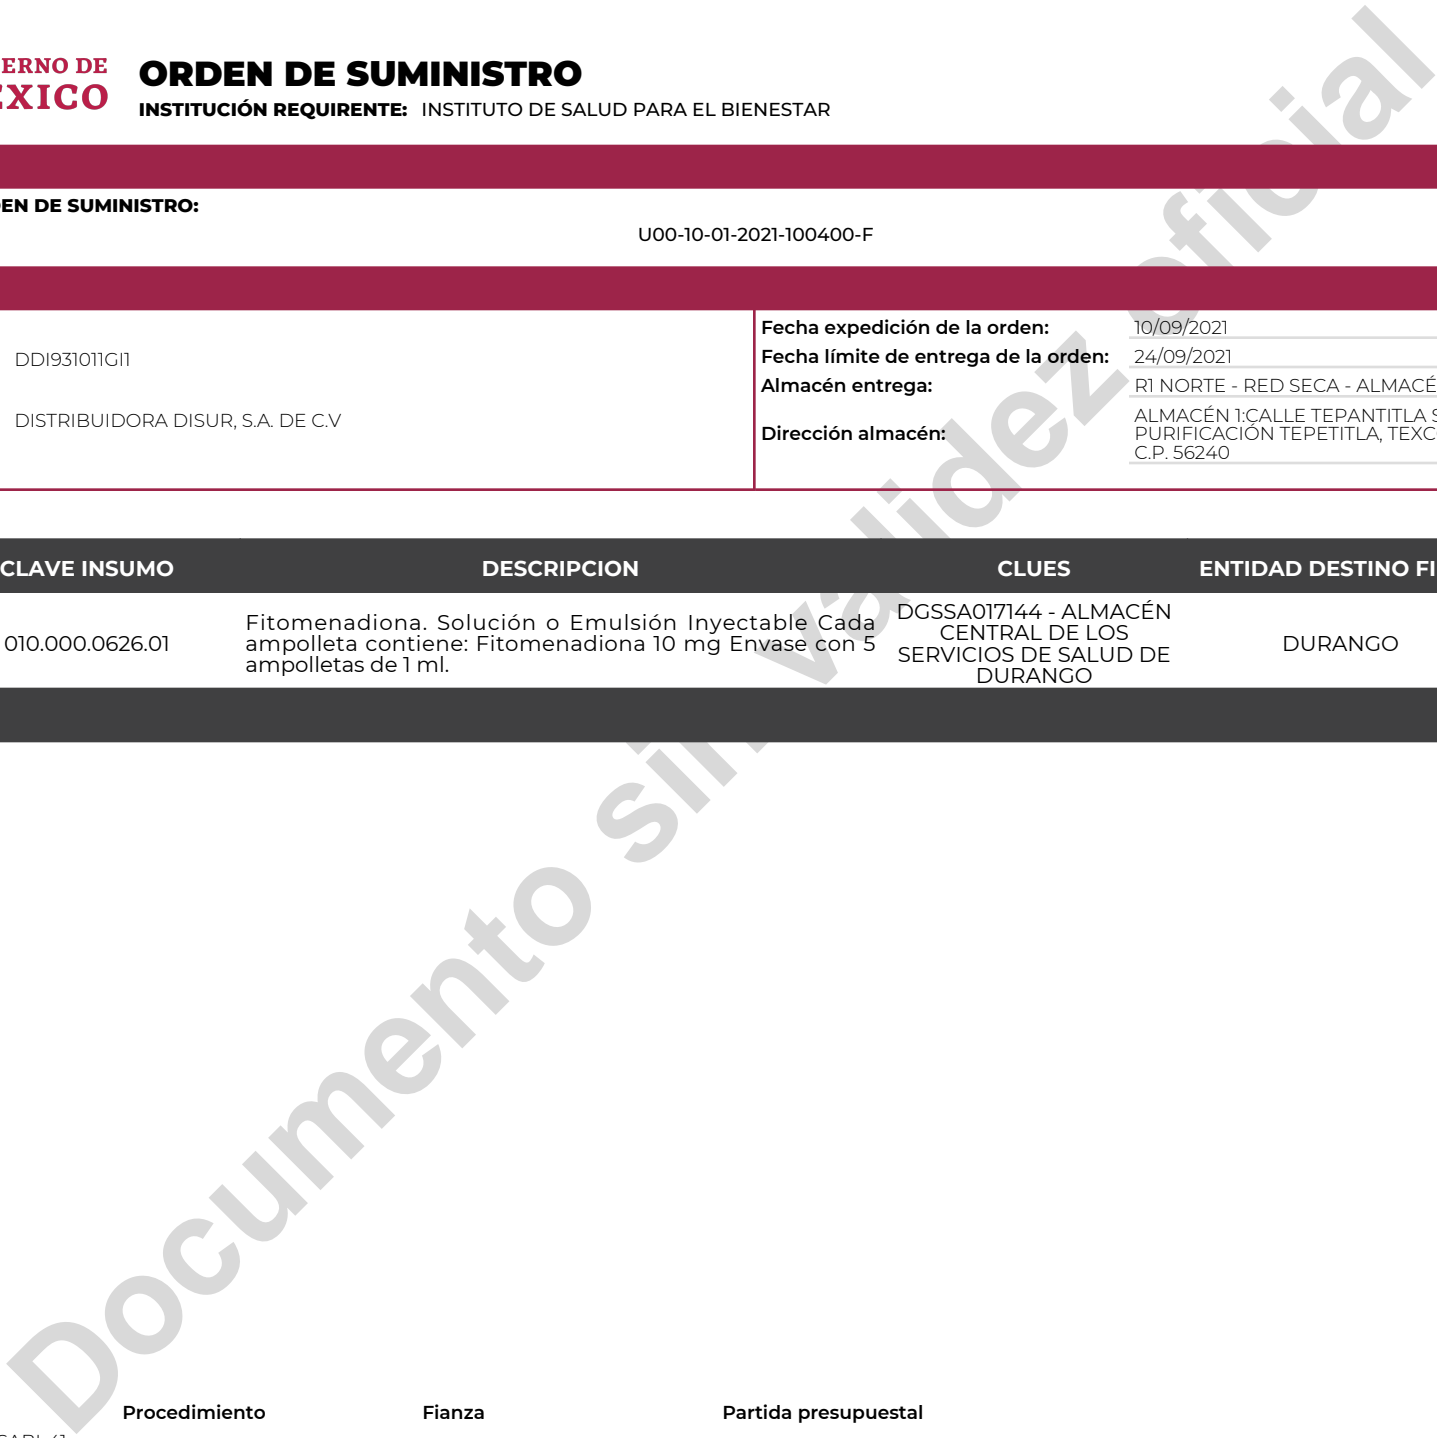 ERNO DE
ORDEN DE SUMINISTRO
XICO
INSTITUCIÓN REQUIRENTE: INSTITUTO DE SALUD PARA EL BIENESTAR
EN DE SUMINISTRO:
U00-10-01-2021-100400-F
DDI931011GI1
DISTRIBUIDORA DISUR, S.A. DE C.V
Fecha expedición de la orden: 10/09/2021
Fecha límite de entrega de la orden: 24/09/2021
Almacén entrega: R1 NORTE - RED SECA - ALMACÉ
Dirección almacén: ALMACÉN 1:CALLE TEPANTITLA S
PURIFICACIÓN TEPETITLA, TEXC
C.P. 56240
CLAVE INSUMO DESCRIPCION CLUES ENTIDAD DESTINO FI
010.000.0626.01
Fitomenadiona. Solución o Emulsión Inyectable Cada
ampolleta contiene: Fitomenadiona 10 mg Envase con 5
ampolletas de 1 ml.
DGSSA017144 - ALMACÉN
CENTRAL DE LOS
SERVICIOS DE SALUD DE
DURANGO
DURANGO
Documento sin validez oficial
Procedimiento Fianza Partida presupuestal